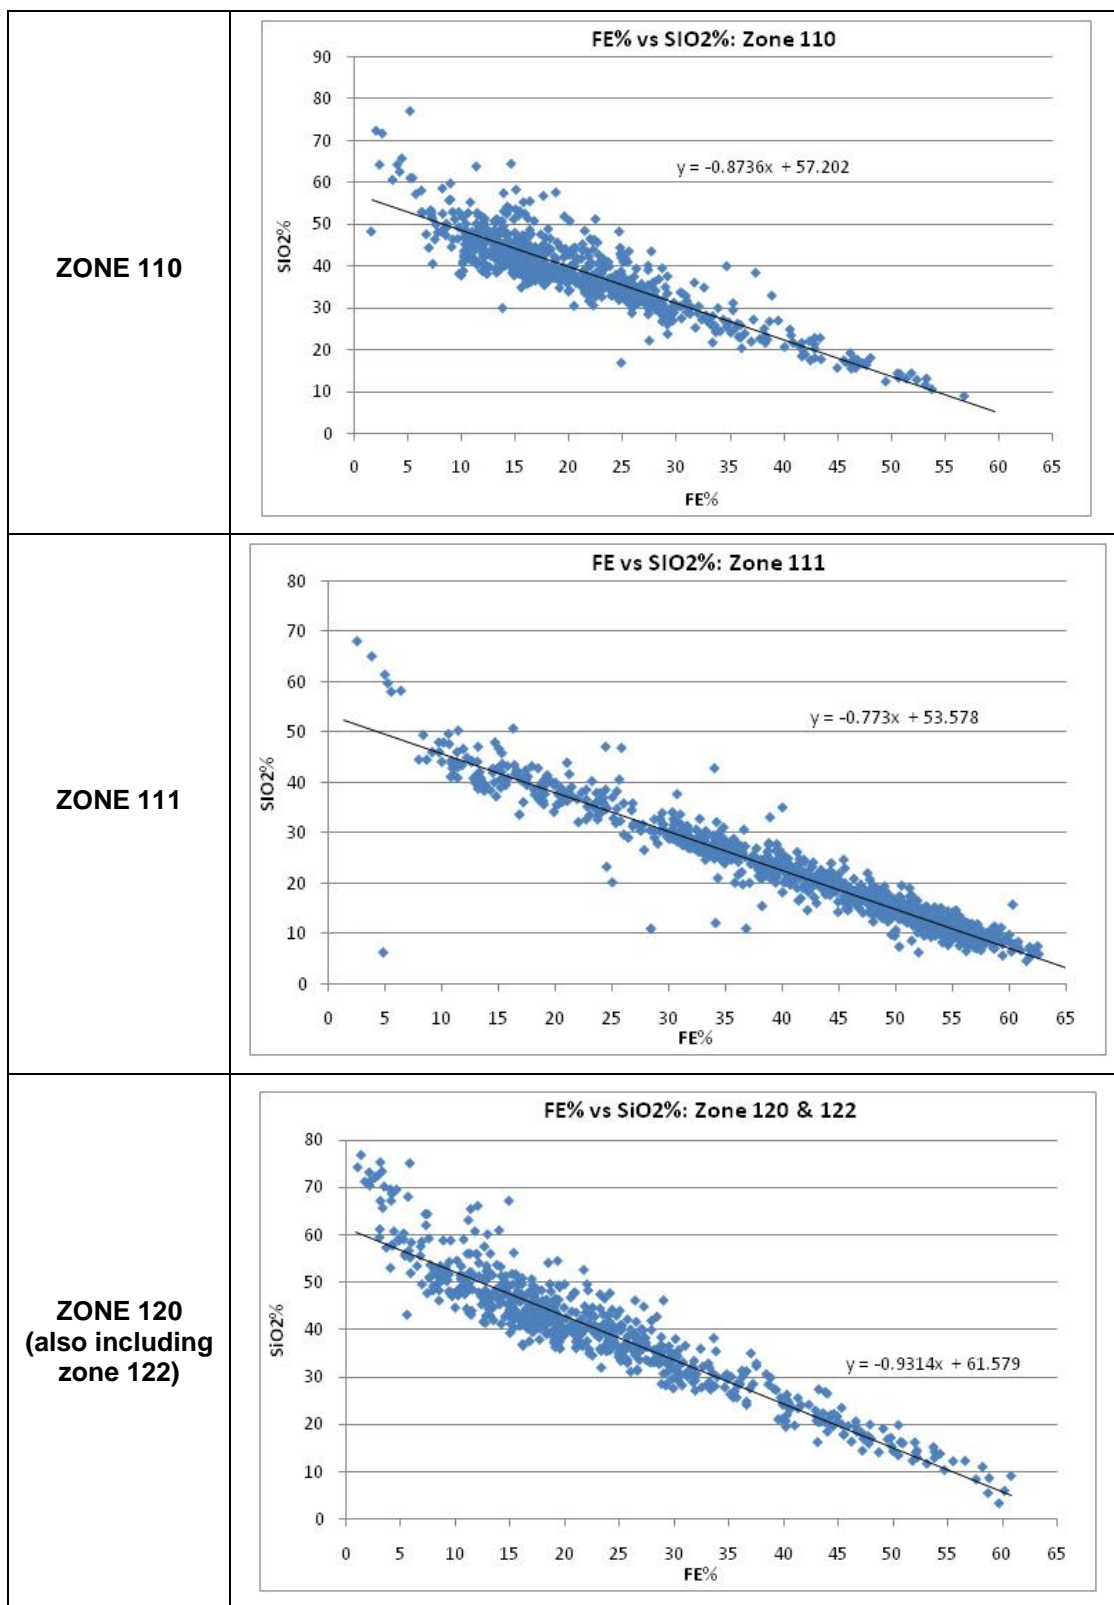 ZONE 110
FE% vs SIO2%: Zone 110
90
80
70
60
50
40
30
20
10
0
SIO2%
y = -0.8736x + 57.202
0 5 10 15 20 25 30 35 40 45 50 55 60 65
FE%
ZONE 111
FE vs SIO2%: Zone 111
80
70
60
50
40
30
20
10
0
SIO2%
y = -0.773x + 53.578
0 5 10 15 20 25 30 35 40 45 50 55 60 65
FE%
ZONE 120
(also including
zone 122)
FE% vs SiO2%: Zone 120 & 122
80
70
60
50
40
30
20
10
0
SiO2%
y = -0.9314x + 61.579
0 5 10 15 20 25 30 35 40 45 50 55 60 65
FE%